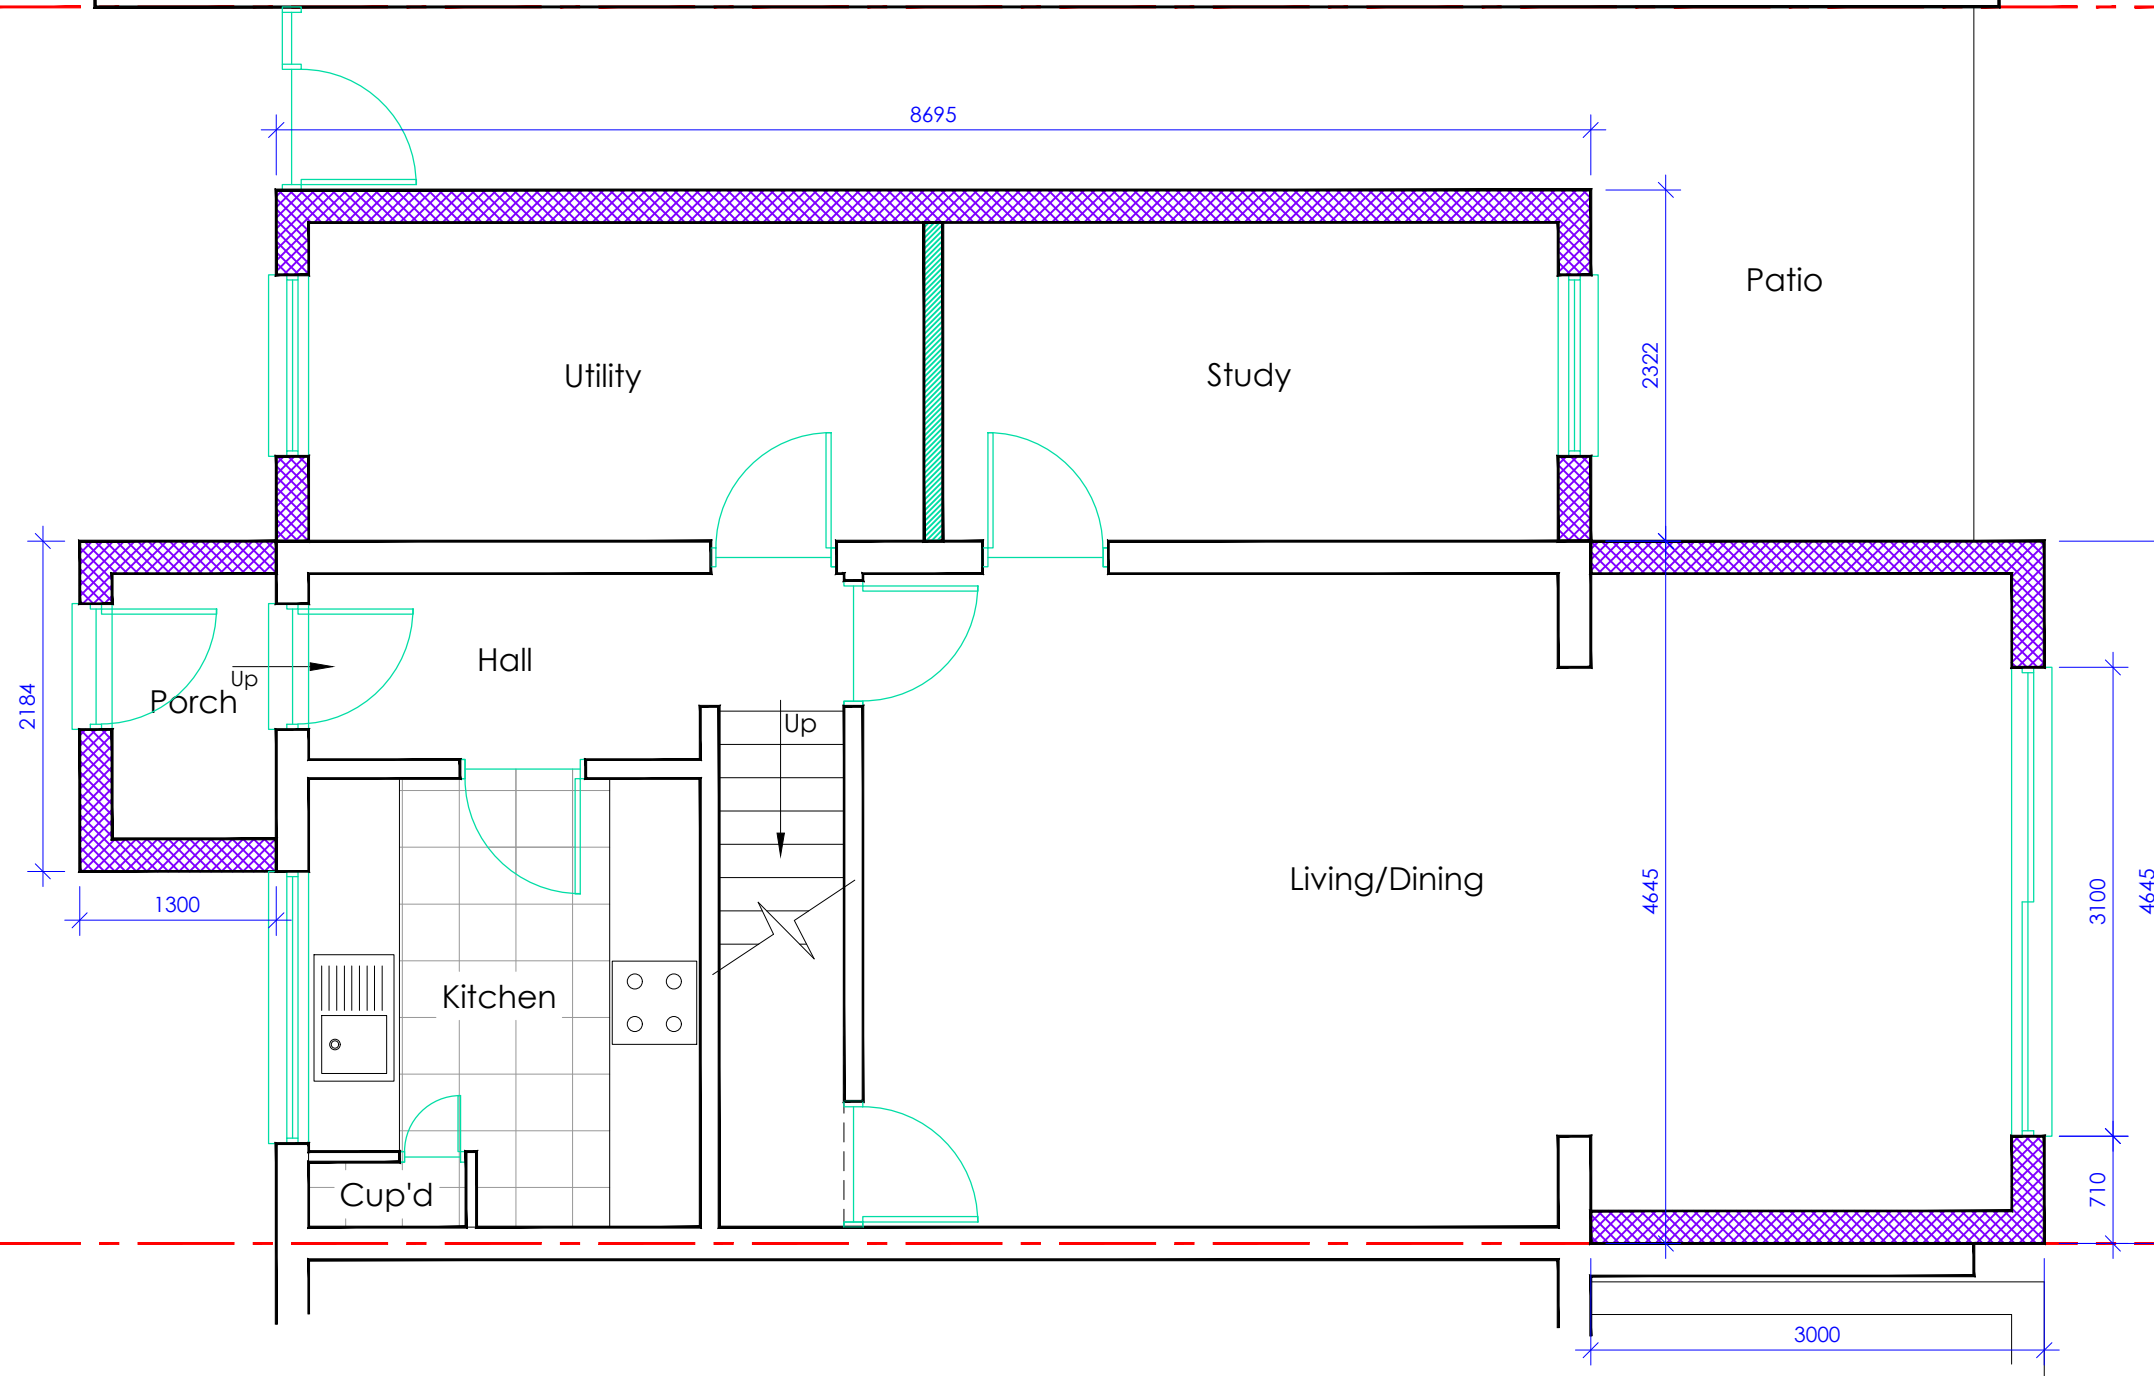 8695
Patio
2322
Utility
Study
Hall
Up
Porch
2184
Up
Living/Dining
4645
3100
4645
1300
Kitchen
Cup'd
710
3000